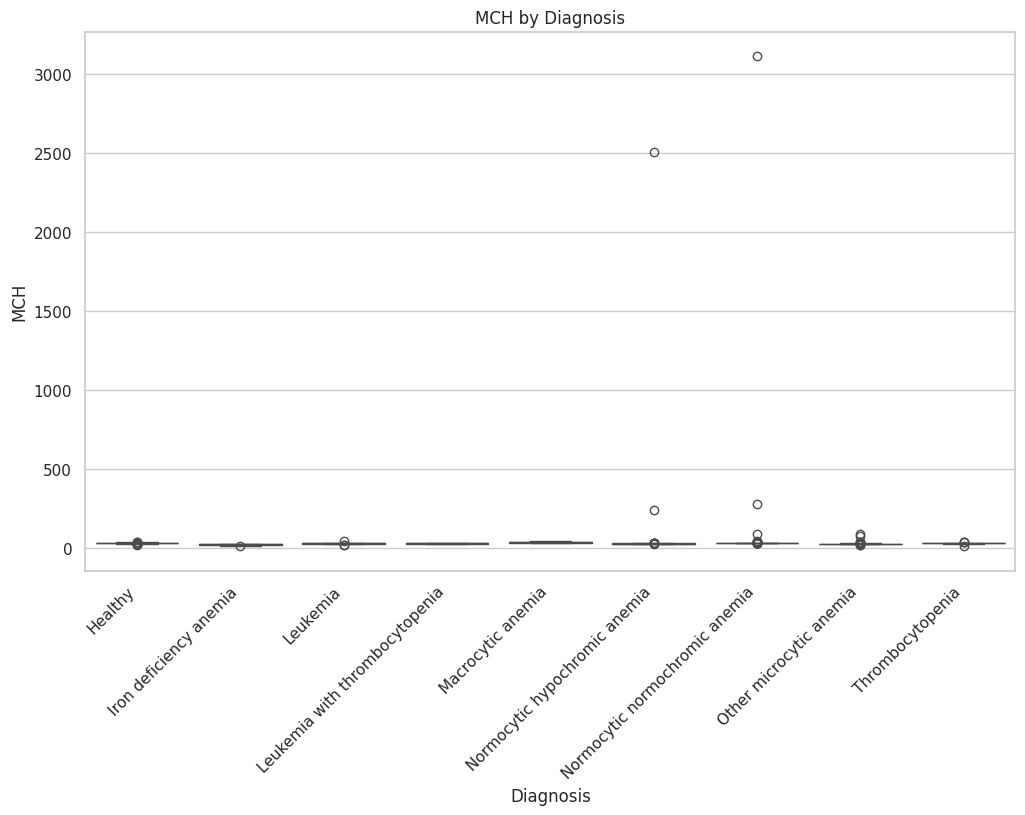 MCH by Diagnosis
3000
2500
2000
1500
1000
500
0
MCH
Healthy
Iron deficiency anemia
Leukemia
Leukemia with thrombocytopenia
Macrocytic anemia
Normocytic hypochromic anemia
Normocytic normochromic anemia
Other microcytic anemia
Thrombocytopenia
Diagnosis